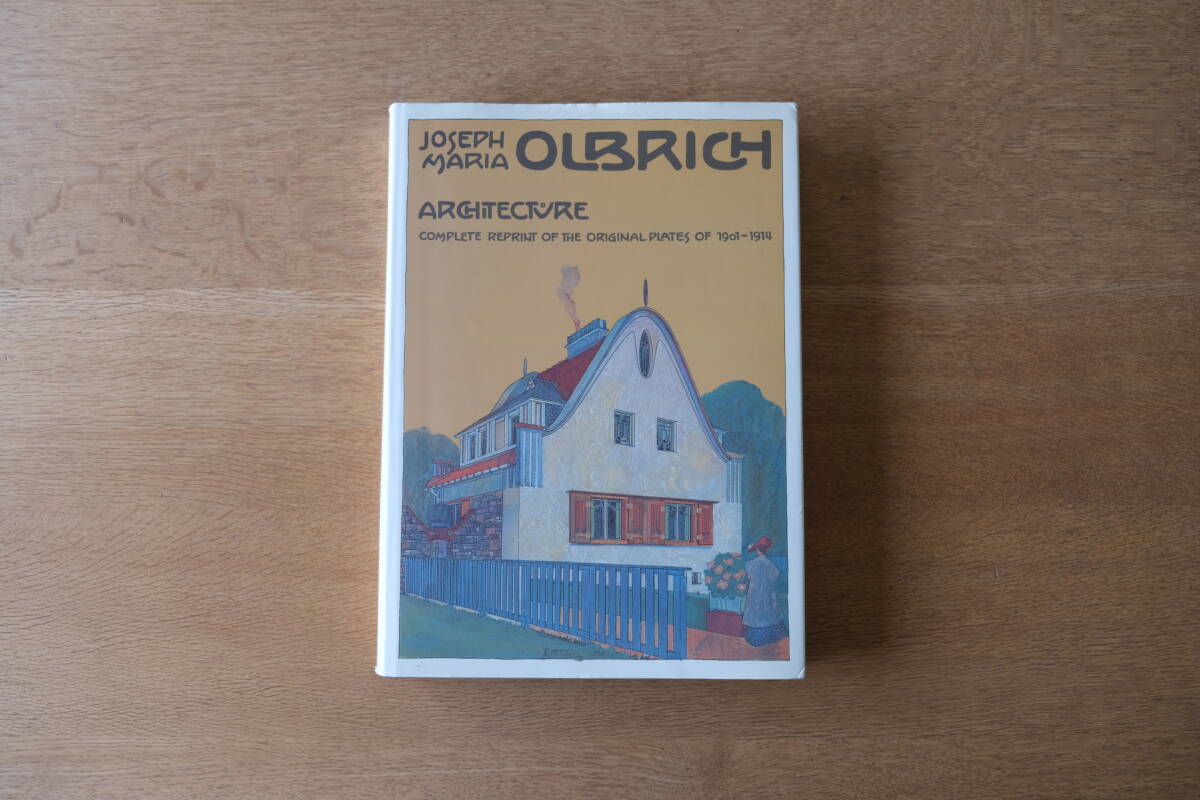 JOSEPH MARIA OLBRICH
ARCHITECTURE
COMPLETE REPRINT OF THE ORIGINAL PLATES OF 1901-1914